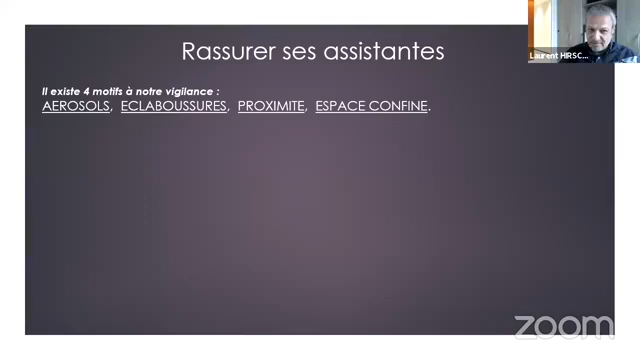 Rassurer ses assistantes
Laurent HIRSC...
Il existe 4 motifs à notre vigilance :
AEROSOLS, ECLABOUSSURES, PROXIMITE, ESPACE CONFINE.
zoom